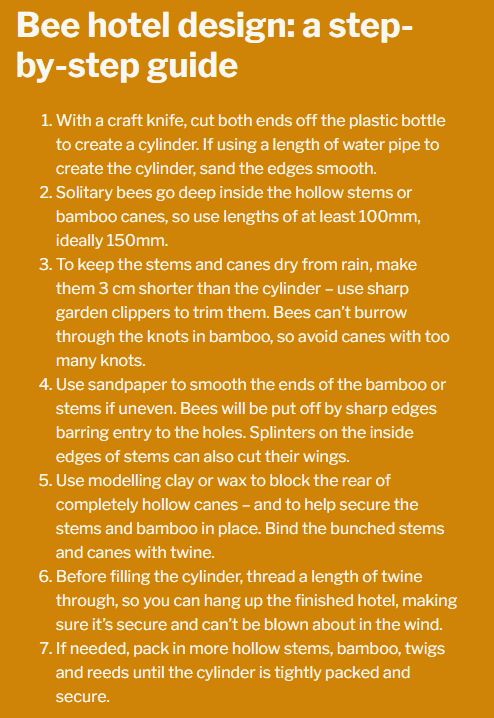 Bee hotel design: a step-
by-step guide
1. With a craft knife, cut both ends off the plastic bottle
to create a cylinder. If using a length of water pipe to
create the cylinder, sand the edges smooth.
2. Solitary bees go deep inside the hollow stems or
bamboo canes, so use lengths of at least 100mm,
ideally 150mm.
3. To keep the stems and canes dry from rain, make
them 3 cm shorter than the cylinder – use sharp
garden clippers to trim them. Bees can’t burrow
through the knots in bamboo, so avoid canes with too
many knots.
4. Use sandpaper to smooth the ends of the bamboo or
stems if uneven. Bees will be put off by sharp edges
barring entry to the holes. Splinters on the inside
edges of stems can also cut their wings.
5. Use modelling clay or wax to block the rear of
completely hollow canes – and to help secure the
stems and bamboo in place. Bind the bunched stems
and canes with twine.
6. Before filling the cylinder, thread a length of twine
through, so you can hang up the finished hotel, making
sure it’s secure and can’t be blown about in the wind.
7. If needed, pack in more hollow stems, bamboo, twigs
and reeds until the cylinder is tightly packed and
secure.